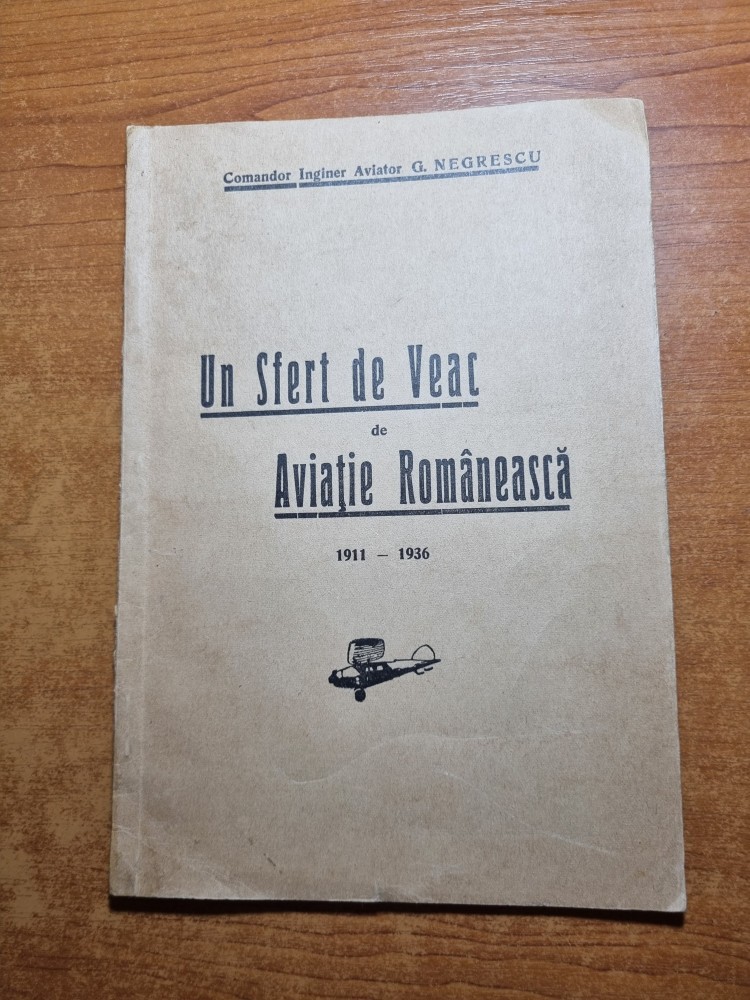 Comandor Inginer Aviator G. NEGRESCU
Un Sfert de Veac
de
Aviaţie Românească
1911 – 1936